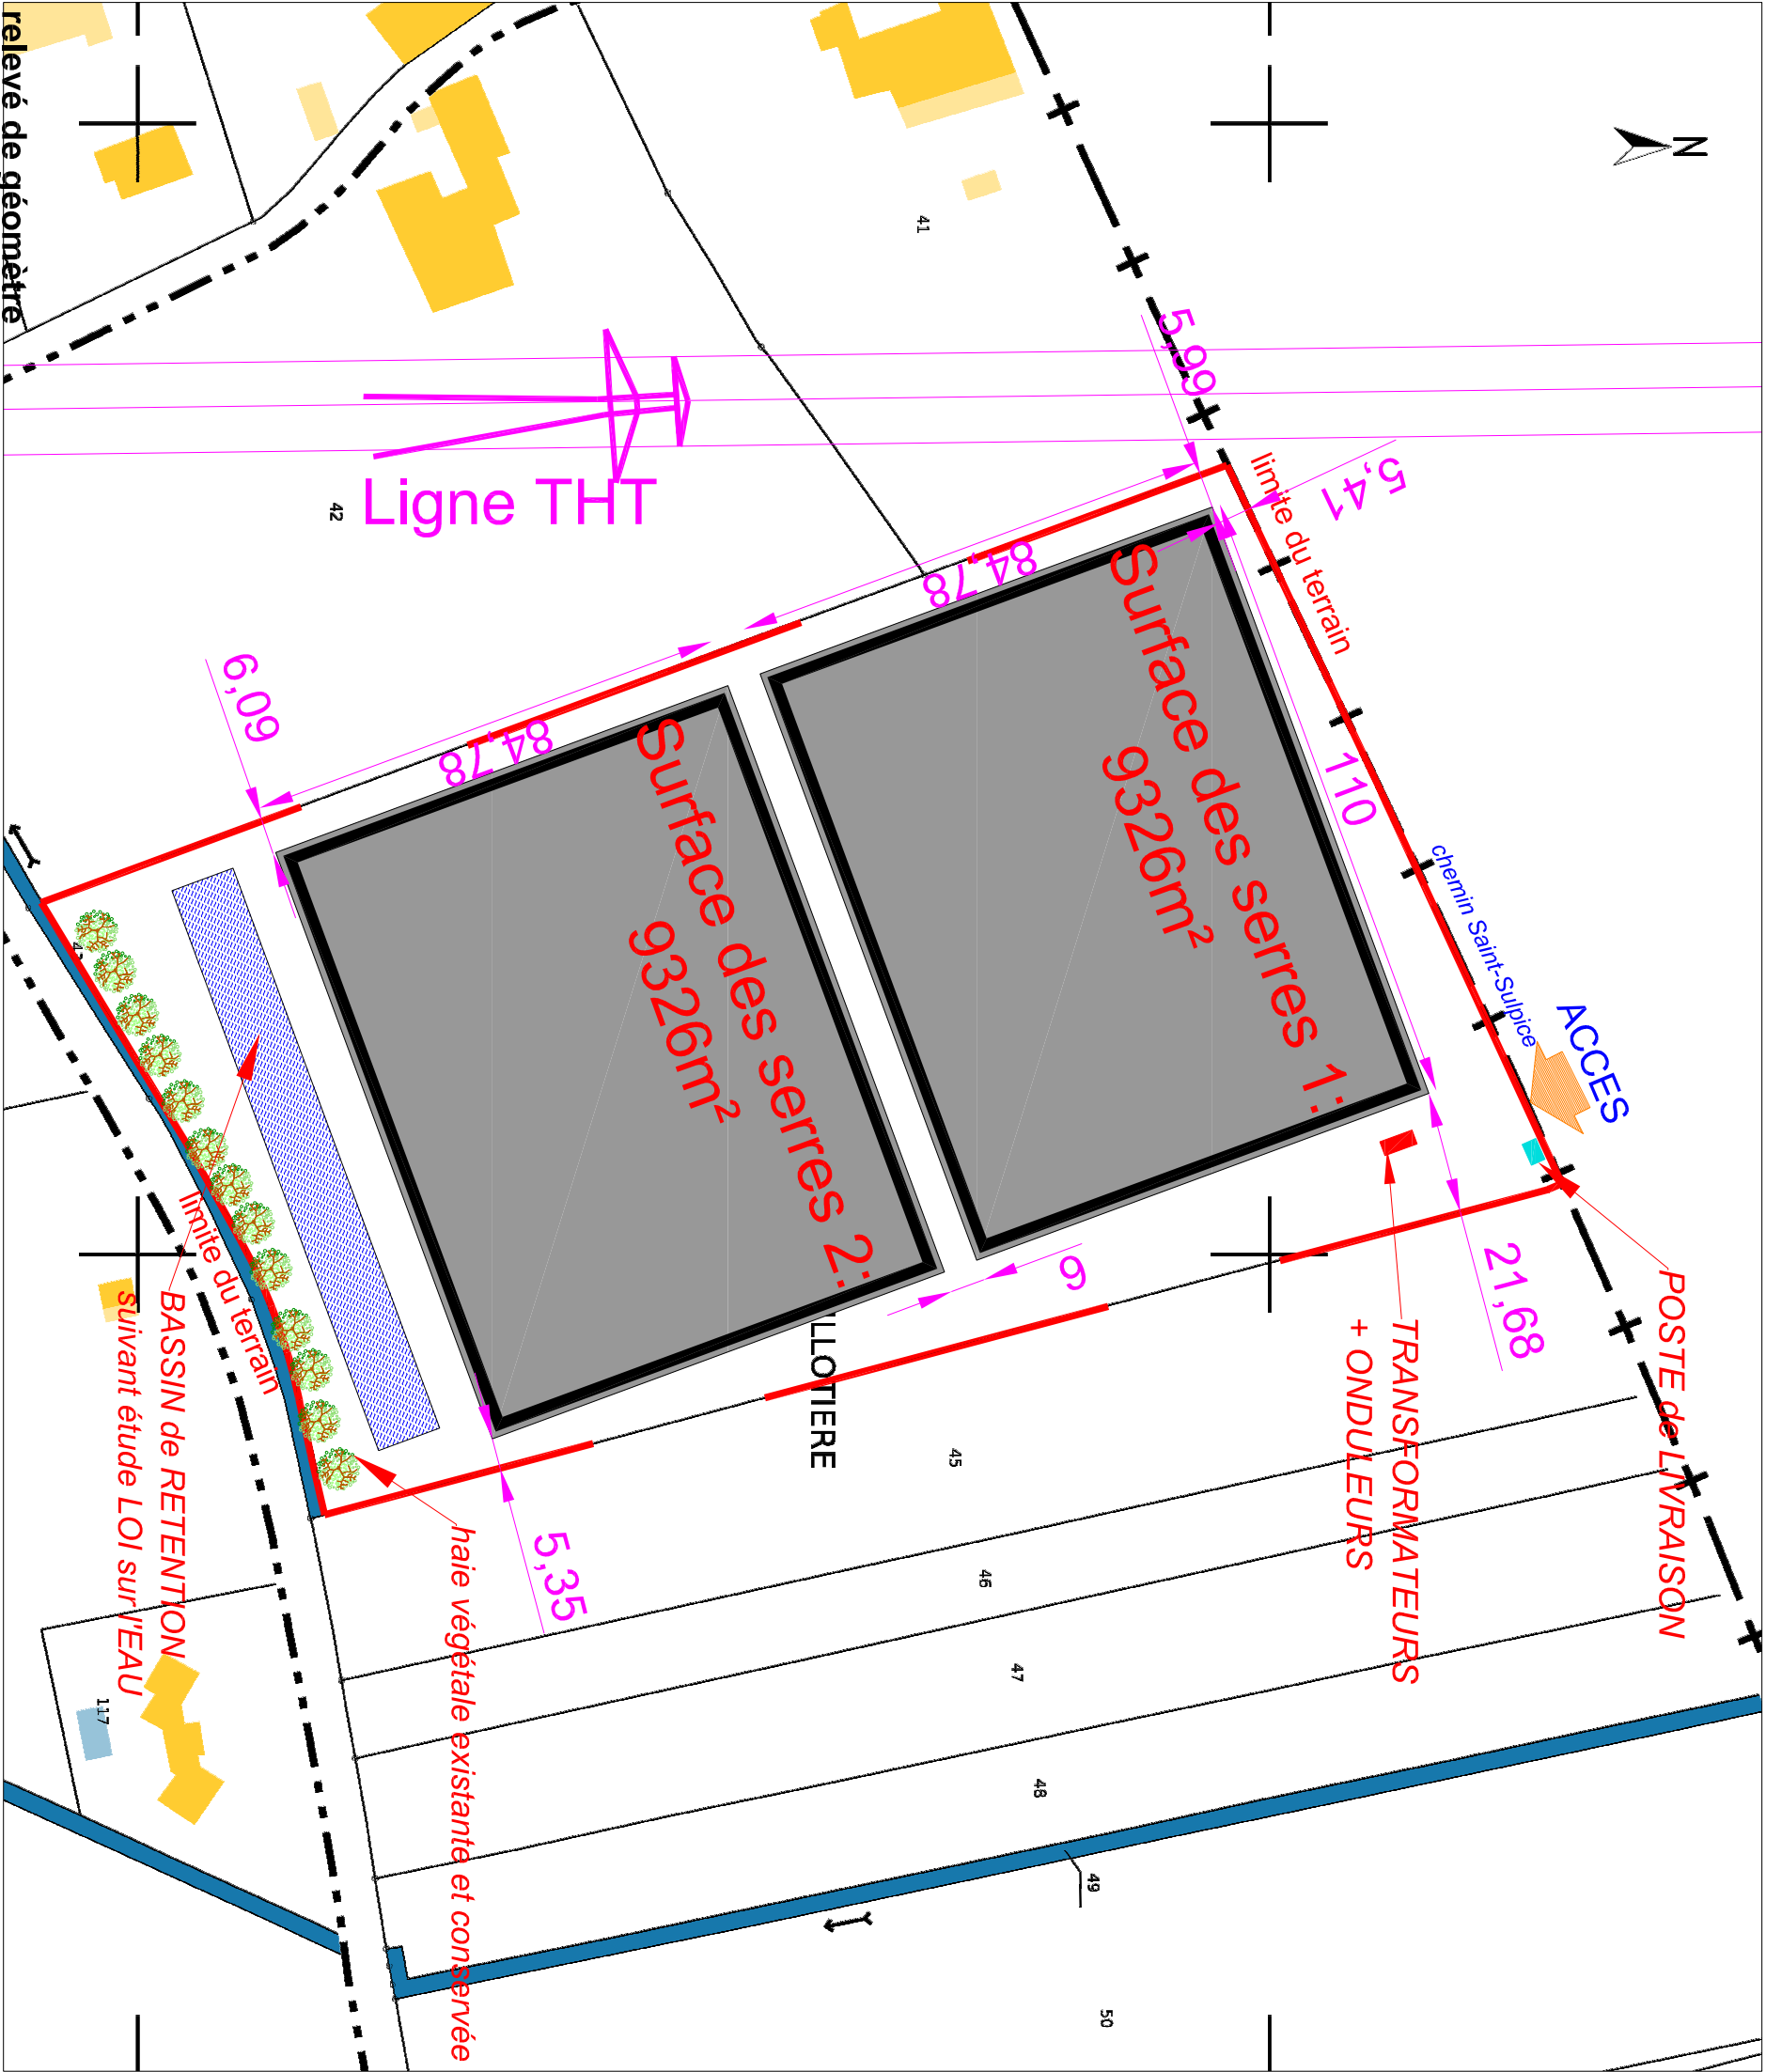 relevé de géomètre
N
41
5,99
5,41
limite du terrain
Ligne THT
42
84,78
84,78
6,09
Surface des serres 1:
9326m²
110
Surface des serres 2:
9326m²
chemin Saint-Sulpice
ACCES
21,68
6
POSTE de LIVRAISON
TRANSFORMATEURS
+ ONDULEURS
LLOTIERE
limite du terrain
BASSIN de RETENTION
suivant étude LOI sur l'EAU
haie végétale existante et conservée
5,35
45
46
47
48
49
50
117